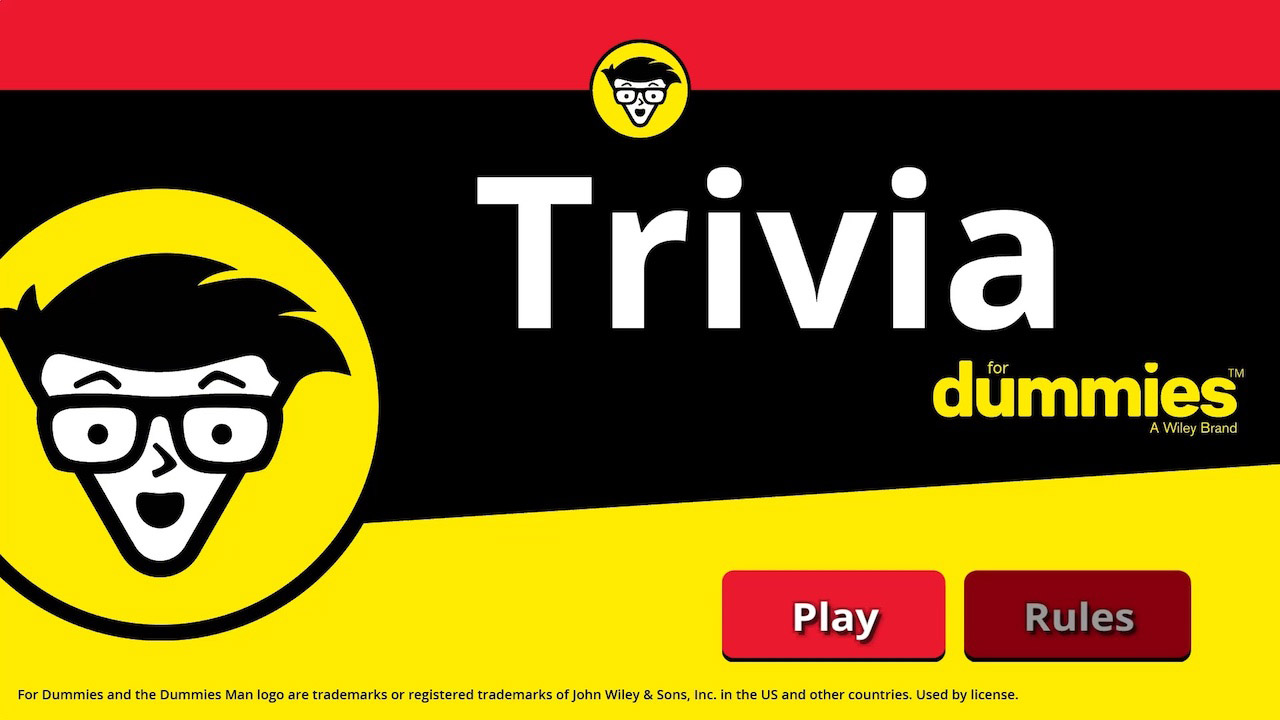 Trivia
for
dummies™
A Wiley Brand
Play
Rules
For Dummies and the Dummies Man logo are trademarks or registered trademarks of John Wiley & Sons, Inc. in the US and other countries. Used by license.